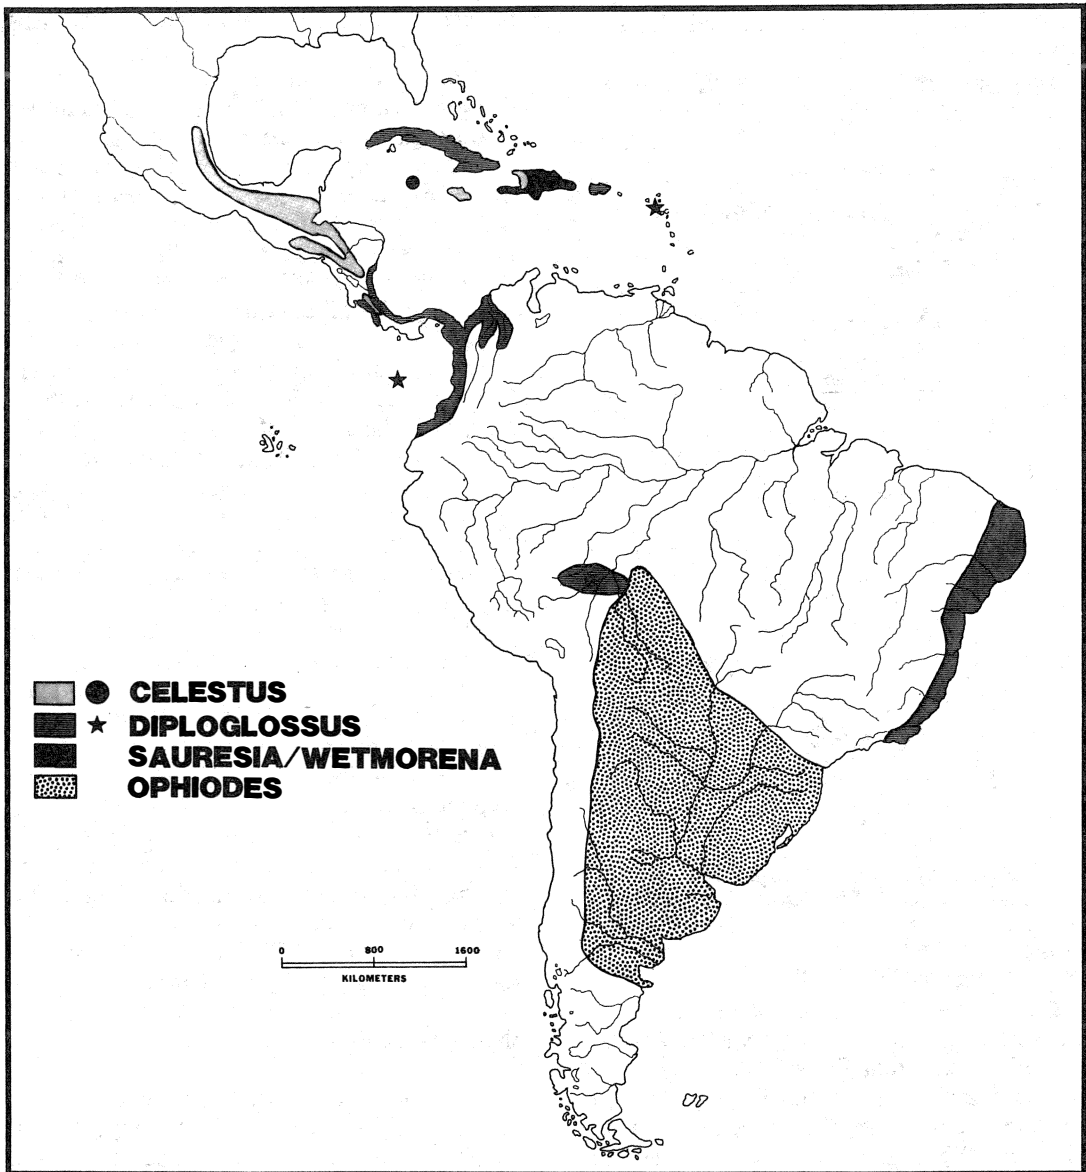 CELESTUS
DIPLOGLOSSUS
SAURESIA/WETMORENA
OPHIODES
0 800 1600
KILOMETERS